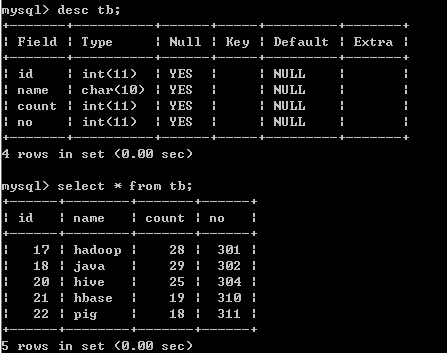 mysql> desc tb;
+-------+----------+------+-----+---------+-------+
| Field | Type     | Null | Key | Default | Extra |
+-------+----------+------+-----+---------+-------+
| id    | int(11)  | YES  |     | NULL    |       |
| name  | char(10) | YES  |     | NULL    |       |
| count | int(11)  | YES  |     | NULL    |       |
| no    | int(11)  | YES  |     | NULL    |       |
+-------+----------+------+-----+---------+-------+
4 rows in set (0.00 sec)
mysql> select * from tb;
+------+--------+-------+------+
| id   | name   | count | no   |
+------+--------+-------+------+
|   17 | hadoop |    28 |  301 |
|   18 | java   |    29 |  302 |
|   20 | hive   |    25 |  304 |
|   21 | hbase  |    19 |  310 |
|   22 | pig    |    18 |  311 |
+------+--------+-------+------+
5 rows in set (0.00 sec)